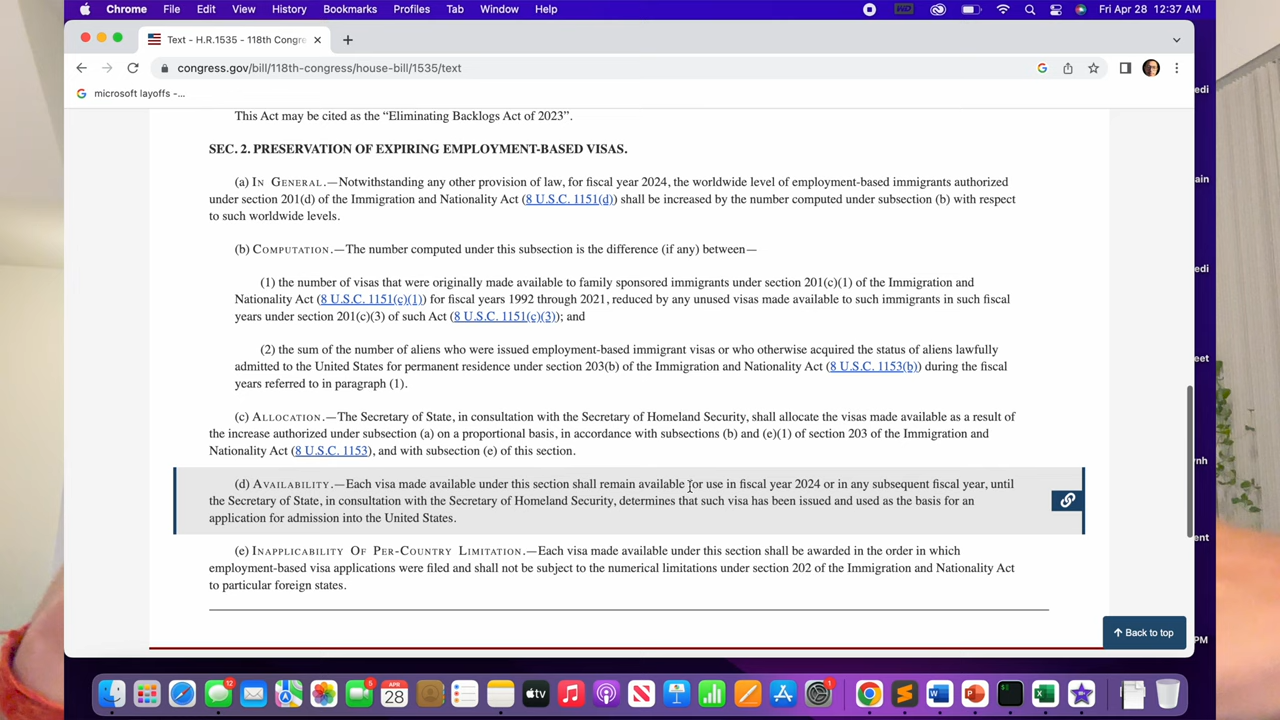 Chrome File Edit View History Bookmarks Profiles Tab Window Help Fri Apr 28 12:37 AM
Text - H.R.1535 - 118th Congre
congress.gov/bill/118th-congress/house-bill/1535/text
microsoft layoffs -...
This Act may be cited as the “Eliminating Backlogs Act of 2023”.
SEC. 2. PRESERVATION OF EXPIRING EMPLOYMENT-BASED VISAS.
(a) IN GENERAL.—Notwithstanding any other provision of law, for fiscal year 2024, the worldwide level of employment-based immigrants authorized
under section 201(d) of the Immigration and Nationality Act (8 U.S.C. 1151(d)) shall be increased by the number computed under subsection (b) with respect
to such worldwide levels.
(b) COMPUTATION.—The number computed under this subsection is the difference (if any) between—
(1) the number of visas that were originally made available to family sponsored immigrants under section 201(c)(1) of the Immigration and
Nationality Act (8 U.S.C. 1151(c)(1)) for fiscal years 1992 through 2021, reduced by any unused visas made available to such immigrants in such fiscal
years under section 201(c)(3) of such Act (8 U.S.C. 1151(c)(3)); and
(2) the sum of the number of aliens who were issued employment-based immigrant visas or who otherwise acquired the status of aliens lawfully
admitted to the United States for permanent residence under section 203(b) of the Immigration and Nationality Act (8 U.S.C. 1153(b)) during the fiscal
years referred to in paragraph (1).
(c) ALLOCATION.—The Secretary of State, in consultation with the Secretary of Homeland Security, shall allocate the visas made available as a result of
the increase authorized under subsection (a) on a proportional basis, in accordance with subsections (b) and (e)(1) of section 203 of the Immigration and
Nationality Act (8 U.S.C. 1153), and with subsection (e) of this section.
(d) AVAILABILITY.—Each visa made available under this section shall remain available for use in fiscal year 2024 or in any subsequent fiscal year, until
the Secretary of State, in consultation with the Secretary of Homeland Security, determines that such visa has been issued and used as the basis for an
application for admission into the United States.
(e) INAPPLICABILITY OF PER-COUNTRY LIMITATION.—Each visa made available under this section shall be awarded in the order in which
employment-based visa applications were filed and shall not be subject to the numerical limitations under section 202 of the Immigration and Nationality Act
to particular foreign states.
Back to top
12
6
APR
28
tv
1